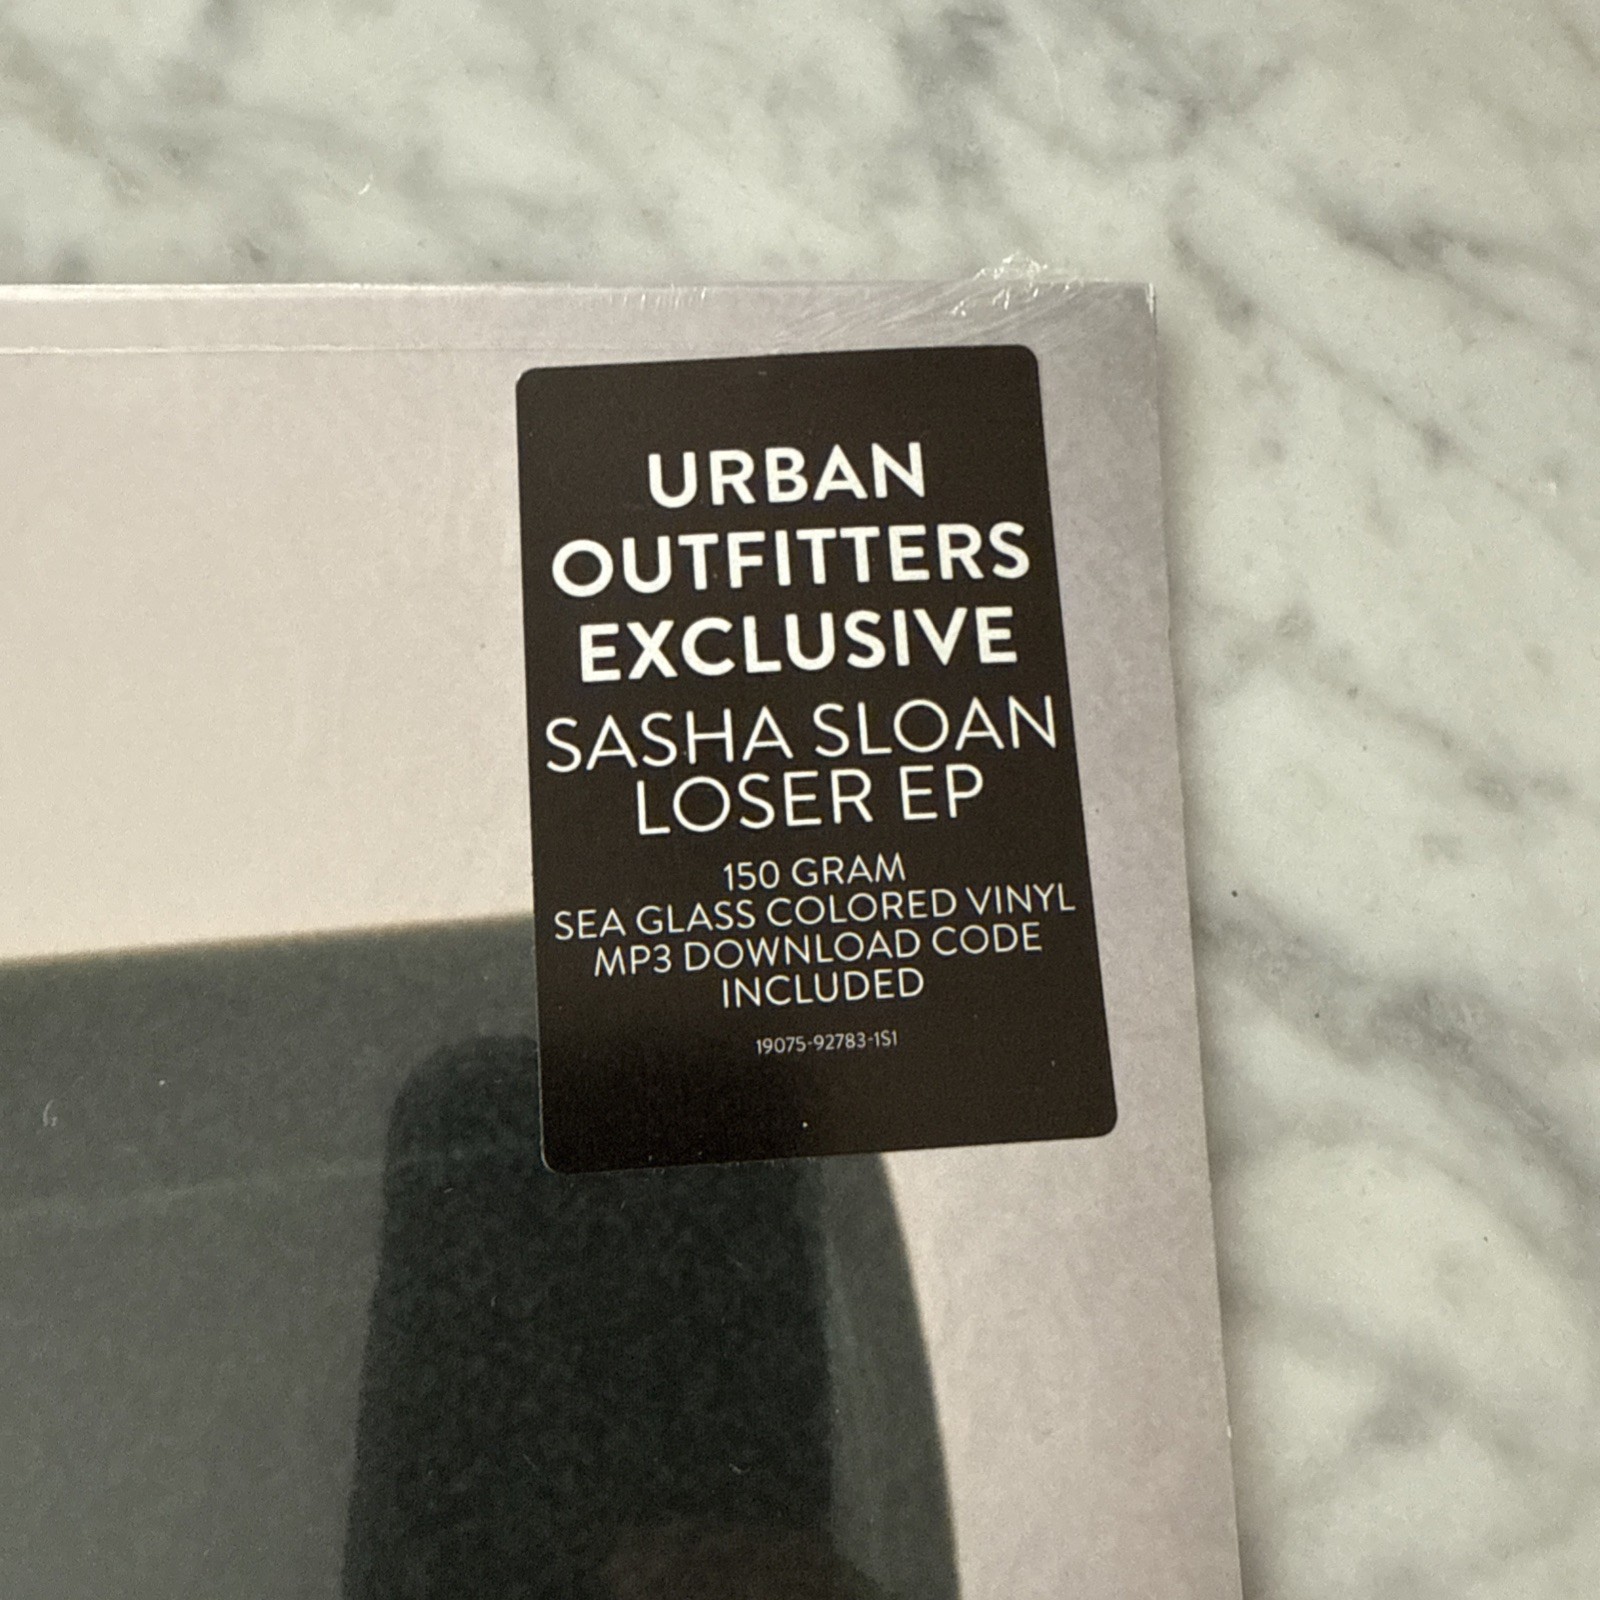 URBAN
OUTFITTERS
EXCLUSIVE
SASHA SLOAN
LOSER EP
150 GRAM
SEA GLASS COLORED VINYL
MP3 DOWNLOAD CODE
INCLUDED
19075-92783-1S1